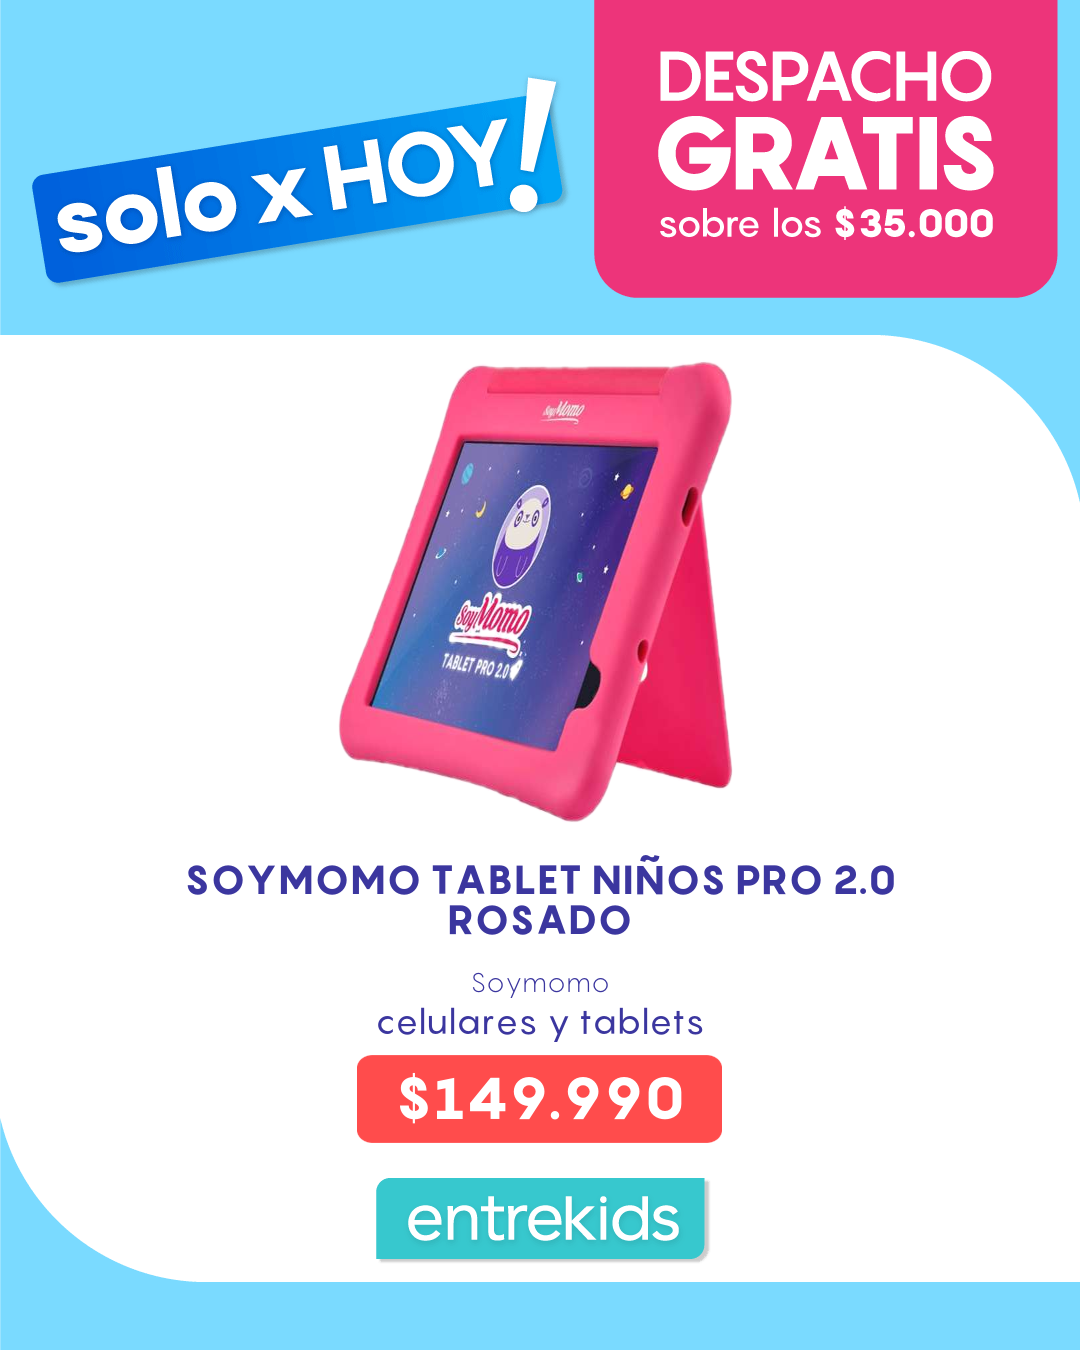 solo x HOY!
DESPACHO
GRATIS
sobre los $35.000
SoyMomo
SoyMomo
TABLET PRO 2.0
SOYMOMO TABLET NIÑOS PRO 2.0
ROSADO
Soymomo
celulares y tablets
$149.990
entrekids